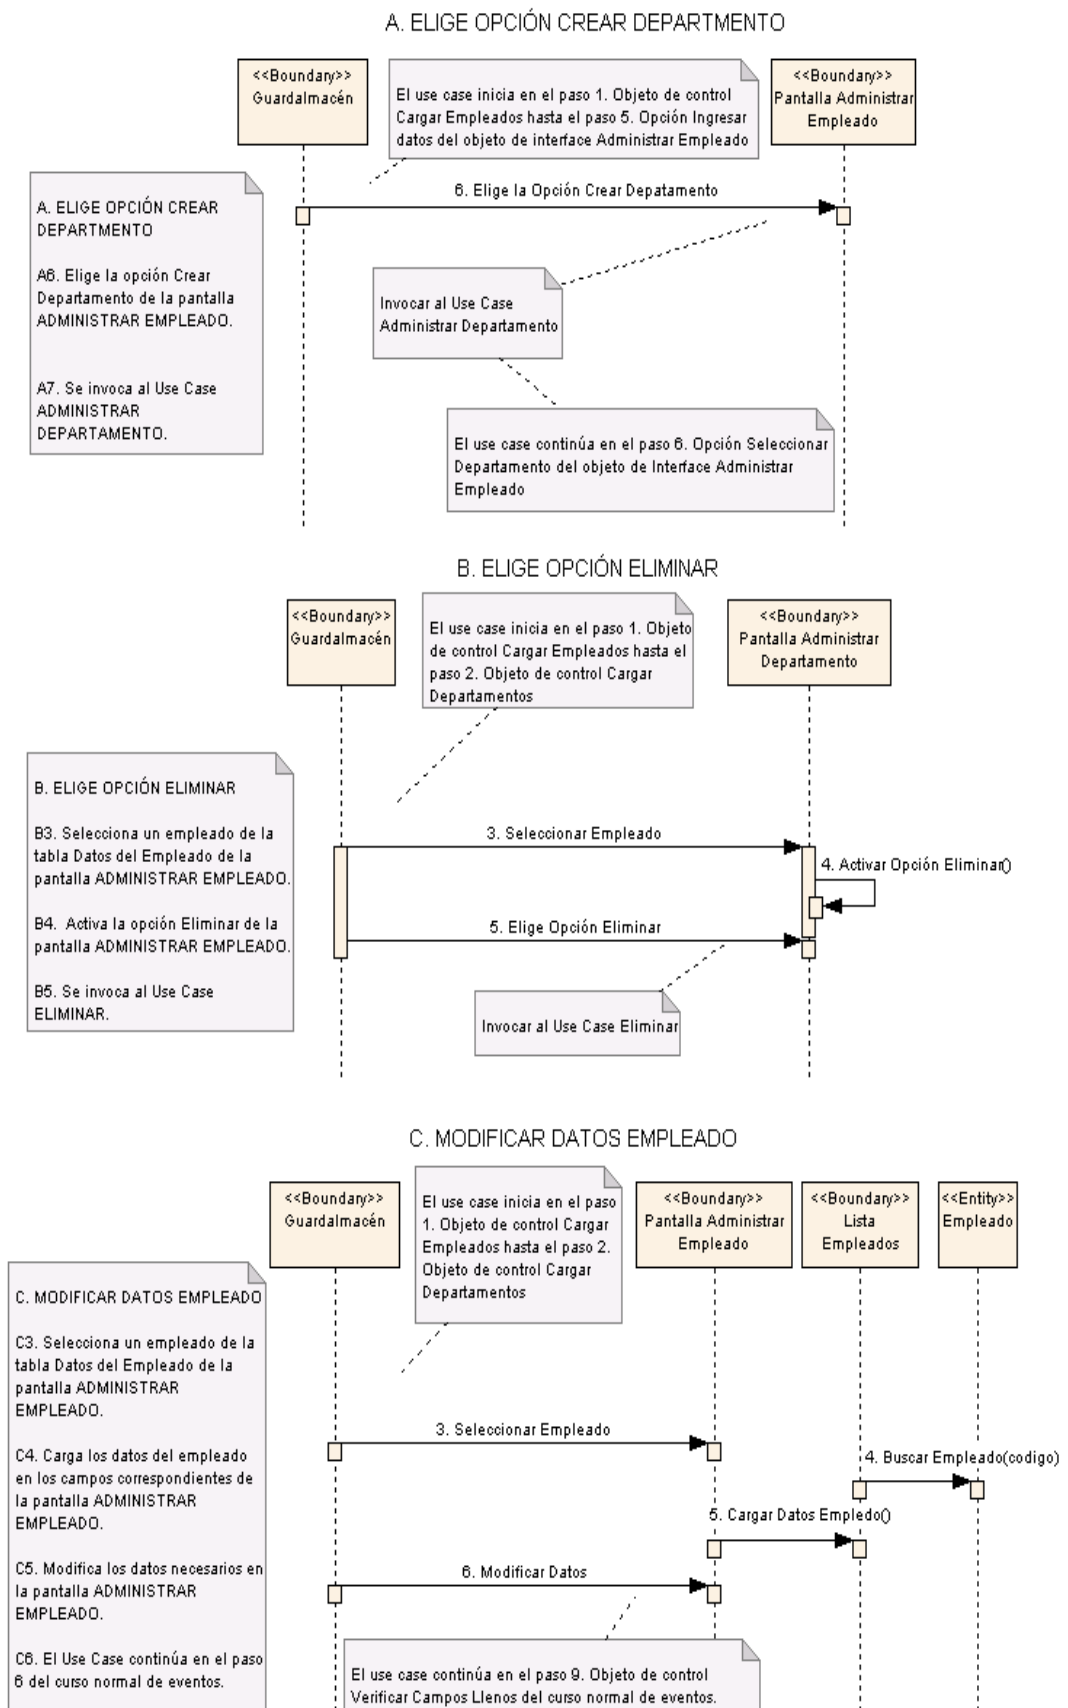 A. ELIGE OPCIÓN CREAR DEPARTMENTO
<<Boundary>>
Guardalmacén
El use case inicia en el paso 1. Objeto de control
Cargar Empleados hasta el paso 5. Opción Ingresar
datos del objeto de interface Administrar Empleado
<<Boundary>>
Pantalla Administrar
Empleado
A. ELIGE OPCIÓN CREAR
DEPARTMENTO
A6. Elige la opción Crear
Departamento de la pantalla
ADMINISTRAR EMPLEADO.
A7. Se invoca al Use Case
ADMINISTRAR
DEPARTAMENTO.
6. Elige la Opción Crear Depatamento
Invocar al Use Case
Administrar Departamento
El use case continúa en el paso 6. Opción Seleccionar
Departamento del objeto de Interface Administrar
Empleado
B. ELIGE OPCIÓN ELIMINAR
<<Boundary>>
Guardalmacén
El use case inicia en el paso 1. Objeto
de control Cargar Empleados hasta el
paso 2. Objeto de control Cargar
Departamentos
<<Boundary>>
Pantalla Administrar
Departamento
B. ELIGE OPCIÓN ELIMINAR
B3. Selecciona un empleado de la
tabla Datos del Empleado de la
pantalla ADMINISTRAR EMPLEADO.
B4. Activa la opción Eliminar de la
pantalla ADMINISTRAR EMPLEADO.
B5. Se invoca al Use Case
ELIMINAR.
3. Seleccionar Empleado
4. Activar Opción Eliminar()
5. Elige Opción Eliminar
Invocar al Use Case Eliminar
C. MODIFICAR DATOS EMPLEADO
<<Boundary>>
Guardalmacén
El use case inicia en el paso
1. Objeto de control Cargar
Empleados hasta el paso 2.
Objeto de control Cargar
Departamentos
<<Boundary>>
Pantalla Administrar
Empleado
<<Boundary>>
Lista
Empleados
<<Entity>>
Empleado
C. MODIFICAR DATOS EMPLEADO
C3. Selecciona un empleado de la
tabla Datos del Empleado de la
pantalla ADMINISTRAR
EMPLEADO.
C4. Carga los datos del empleado
en los campos correspondientes de
la pantalla ADMINISTRAR
EMPLEADO.
C5. Modifica los datos necesarios en
la pantalla ADMINISTRAR
EMPLEADO.
C6. El Use Case continúa en el paso
6 del curso normal de eventos.
3. Seleccionar Empleado
4. Buscar Empleado(codigo)
5. Cargar Datos Empledo()
6. Modificar Datos
El use case continúa en el paso 9. Objeto de control
Verificar Campos Llenos del curso normal de eventos.